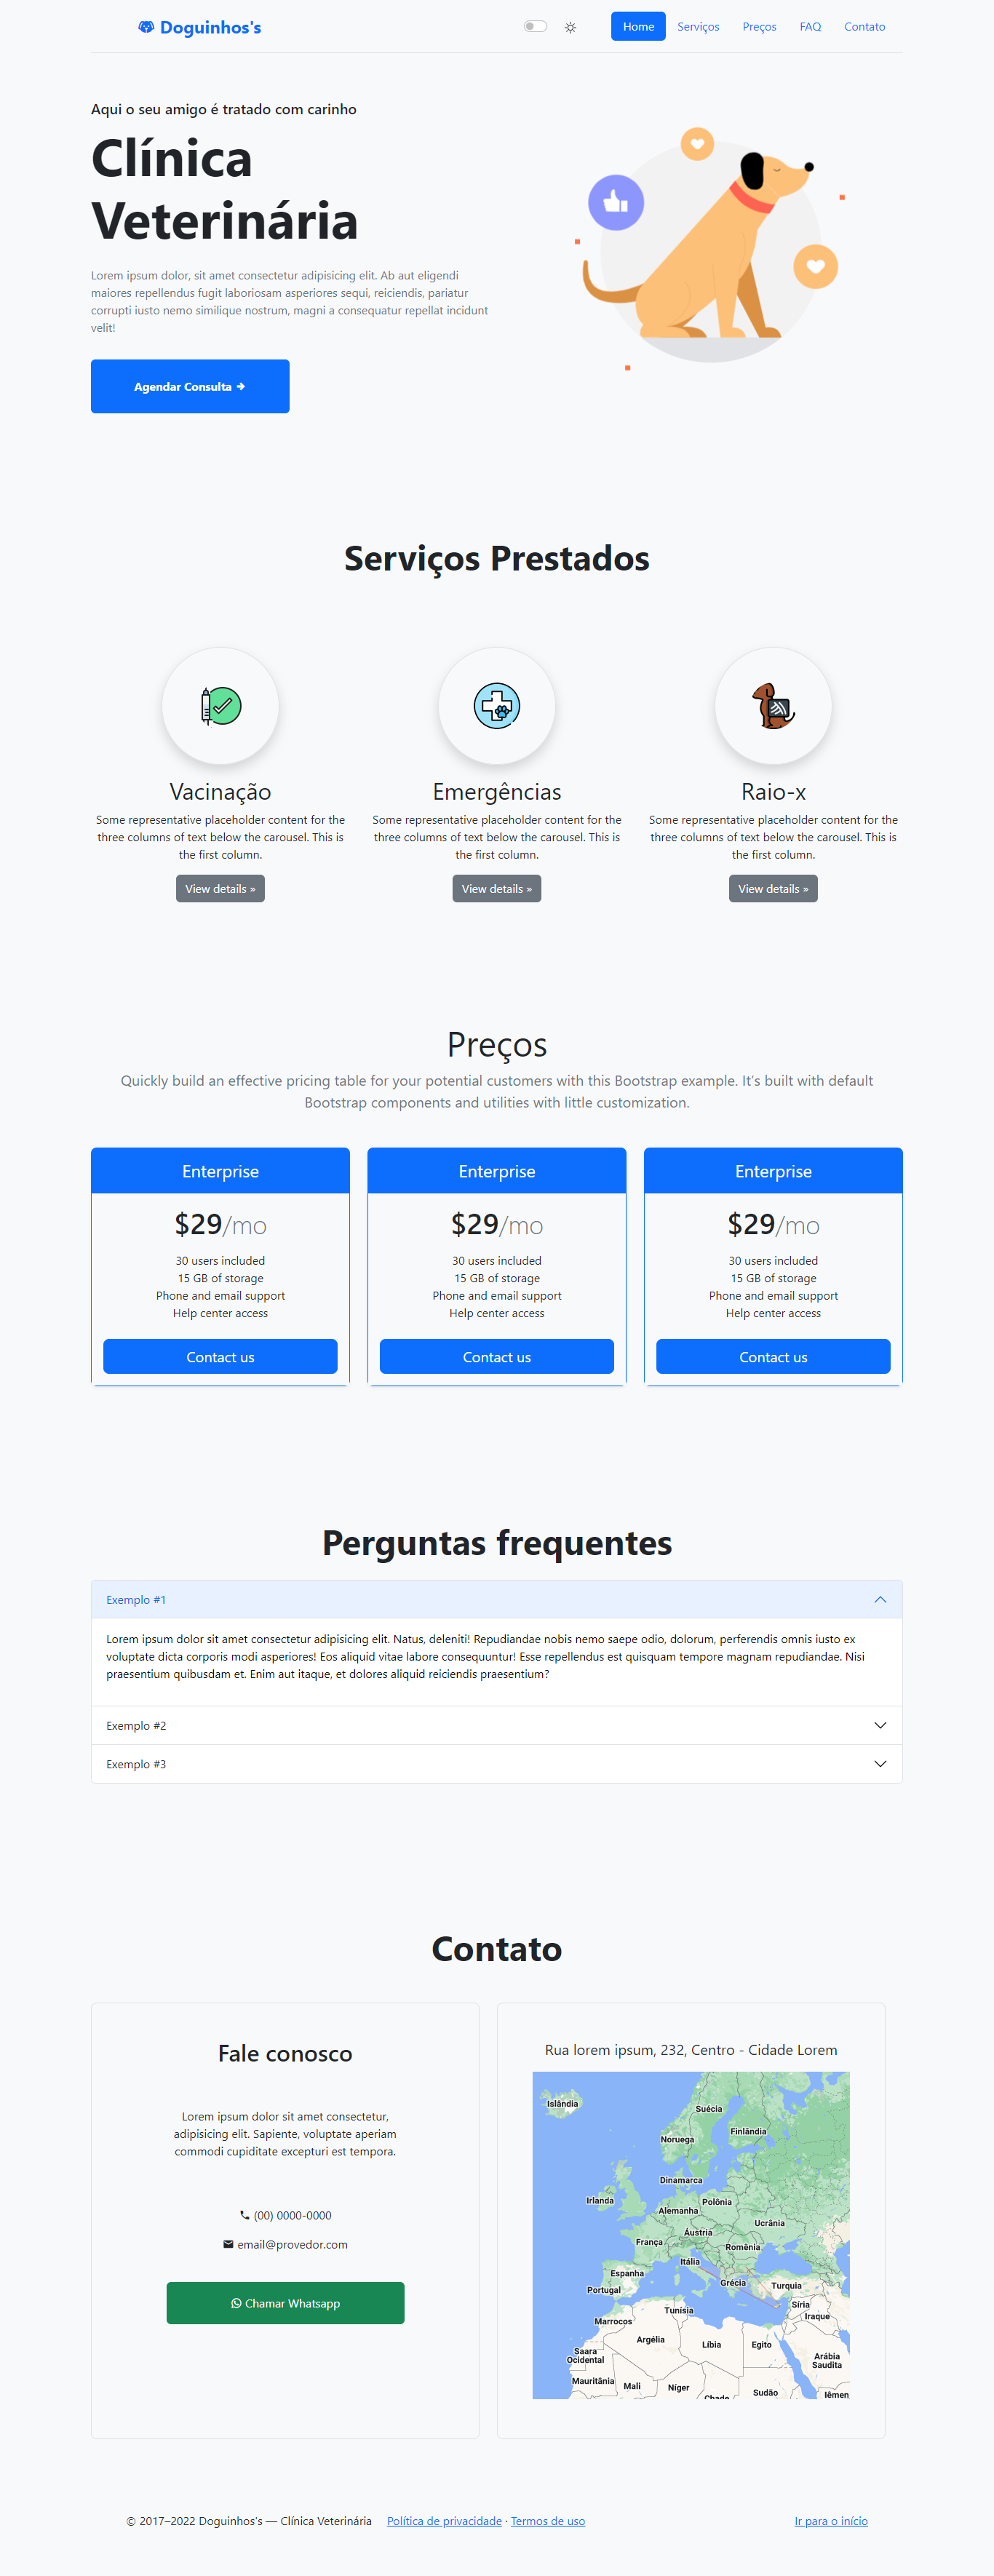 Doguinhos's
Home
Serviços
Preços
FAQ
Contato
Aqui o seu amigo é tratado com carinho
Clínica
Veterinária
Lorem ipsum dolor, sit amet consectetur adipisicing elit. Ab aut eligendi
maiores repellendus fugit laboriosam asperiores sequi, reiciendis, pariatur
corrupti iusto nemo similique nostrum, magni a consequatur repellat incidunt
velit!
Agendar Consulta
Serviços Prestados
Vacinação
Some representative placeholder content for the
three columns of text below the carousel. This is
the first column.
View details »
Emergências
Some representative placeholder content for the
three columns of text below the carousel. This is
the first column.
View details »
Raio-x
Some representative placeholder content for the
three columns of text below the carousel. This is
the first column.
View details »
Preços
Quickly build an effective pricing table for your potential customers with this Bootstrap example. It's built with default
Bootstrap components and utilities with little customization.
Enterprise
$29/mo
30 users included
15 GB of storage
Phone and email support
Help center access
Contact us
Enterprise
$29/mo
30 users included
15 GB of storage
Phone and email support
Help center access
Contact us
Enterprise
$29/mo
30 users included
15 GB of storage
Phone and email support
Help center access
Contact us
Perguntas frequentes
Exemplo #1
Lorem ipsum dolor sit amet consectetur adipisicing elit. Natus, deleniti! Repudiandae nobis nemo saepe odio, dolorum, perferendis omnis iusto ex
voluptate dicta corporis modi asperiores! Eos aliquid vitae labore consequuntur! Esse repellendus est quisquam tempore magnam repudiandae. Nisi
praesentium quibusdam et. Enim aut itaque, et dolores aliquid reiciendis praesentium?
Exemplo #2
Exemplo #3
Contato
Fale conosco
Lorem ipsum dolor sit amet consectetur,
adipisicing elit. Sapiente, voluptate aperiam
commodi cupiditate excepturi est tempora.
(00) 0000-0000
email@provedor.com
Chamar Whatsapp
Rua lorem ipsum, 232, Centro - Cidade Lorem
Islândia
Suécia
Finlândia
Noruega
Dinamarca
Irlanda
Polônia
Alemanha
Ucrânia
Áustria
França
Romênia
Itália
Espanha
Grécia
Turquia
Portugal
Síria
Tunísia
Iraque
Marrocos
Argélia
Líbia
Egito
Saara
Ocidental
Arábia
Saudita
Mauritânia
Mali
Níger
Chade
Sudão
Iêmen
© 2017–2022 Doguinhos's — Clínica Veterinária
Política de privacidade · Termos de uso
Ir para o início